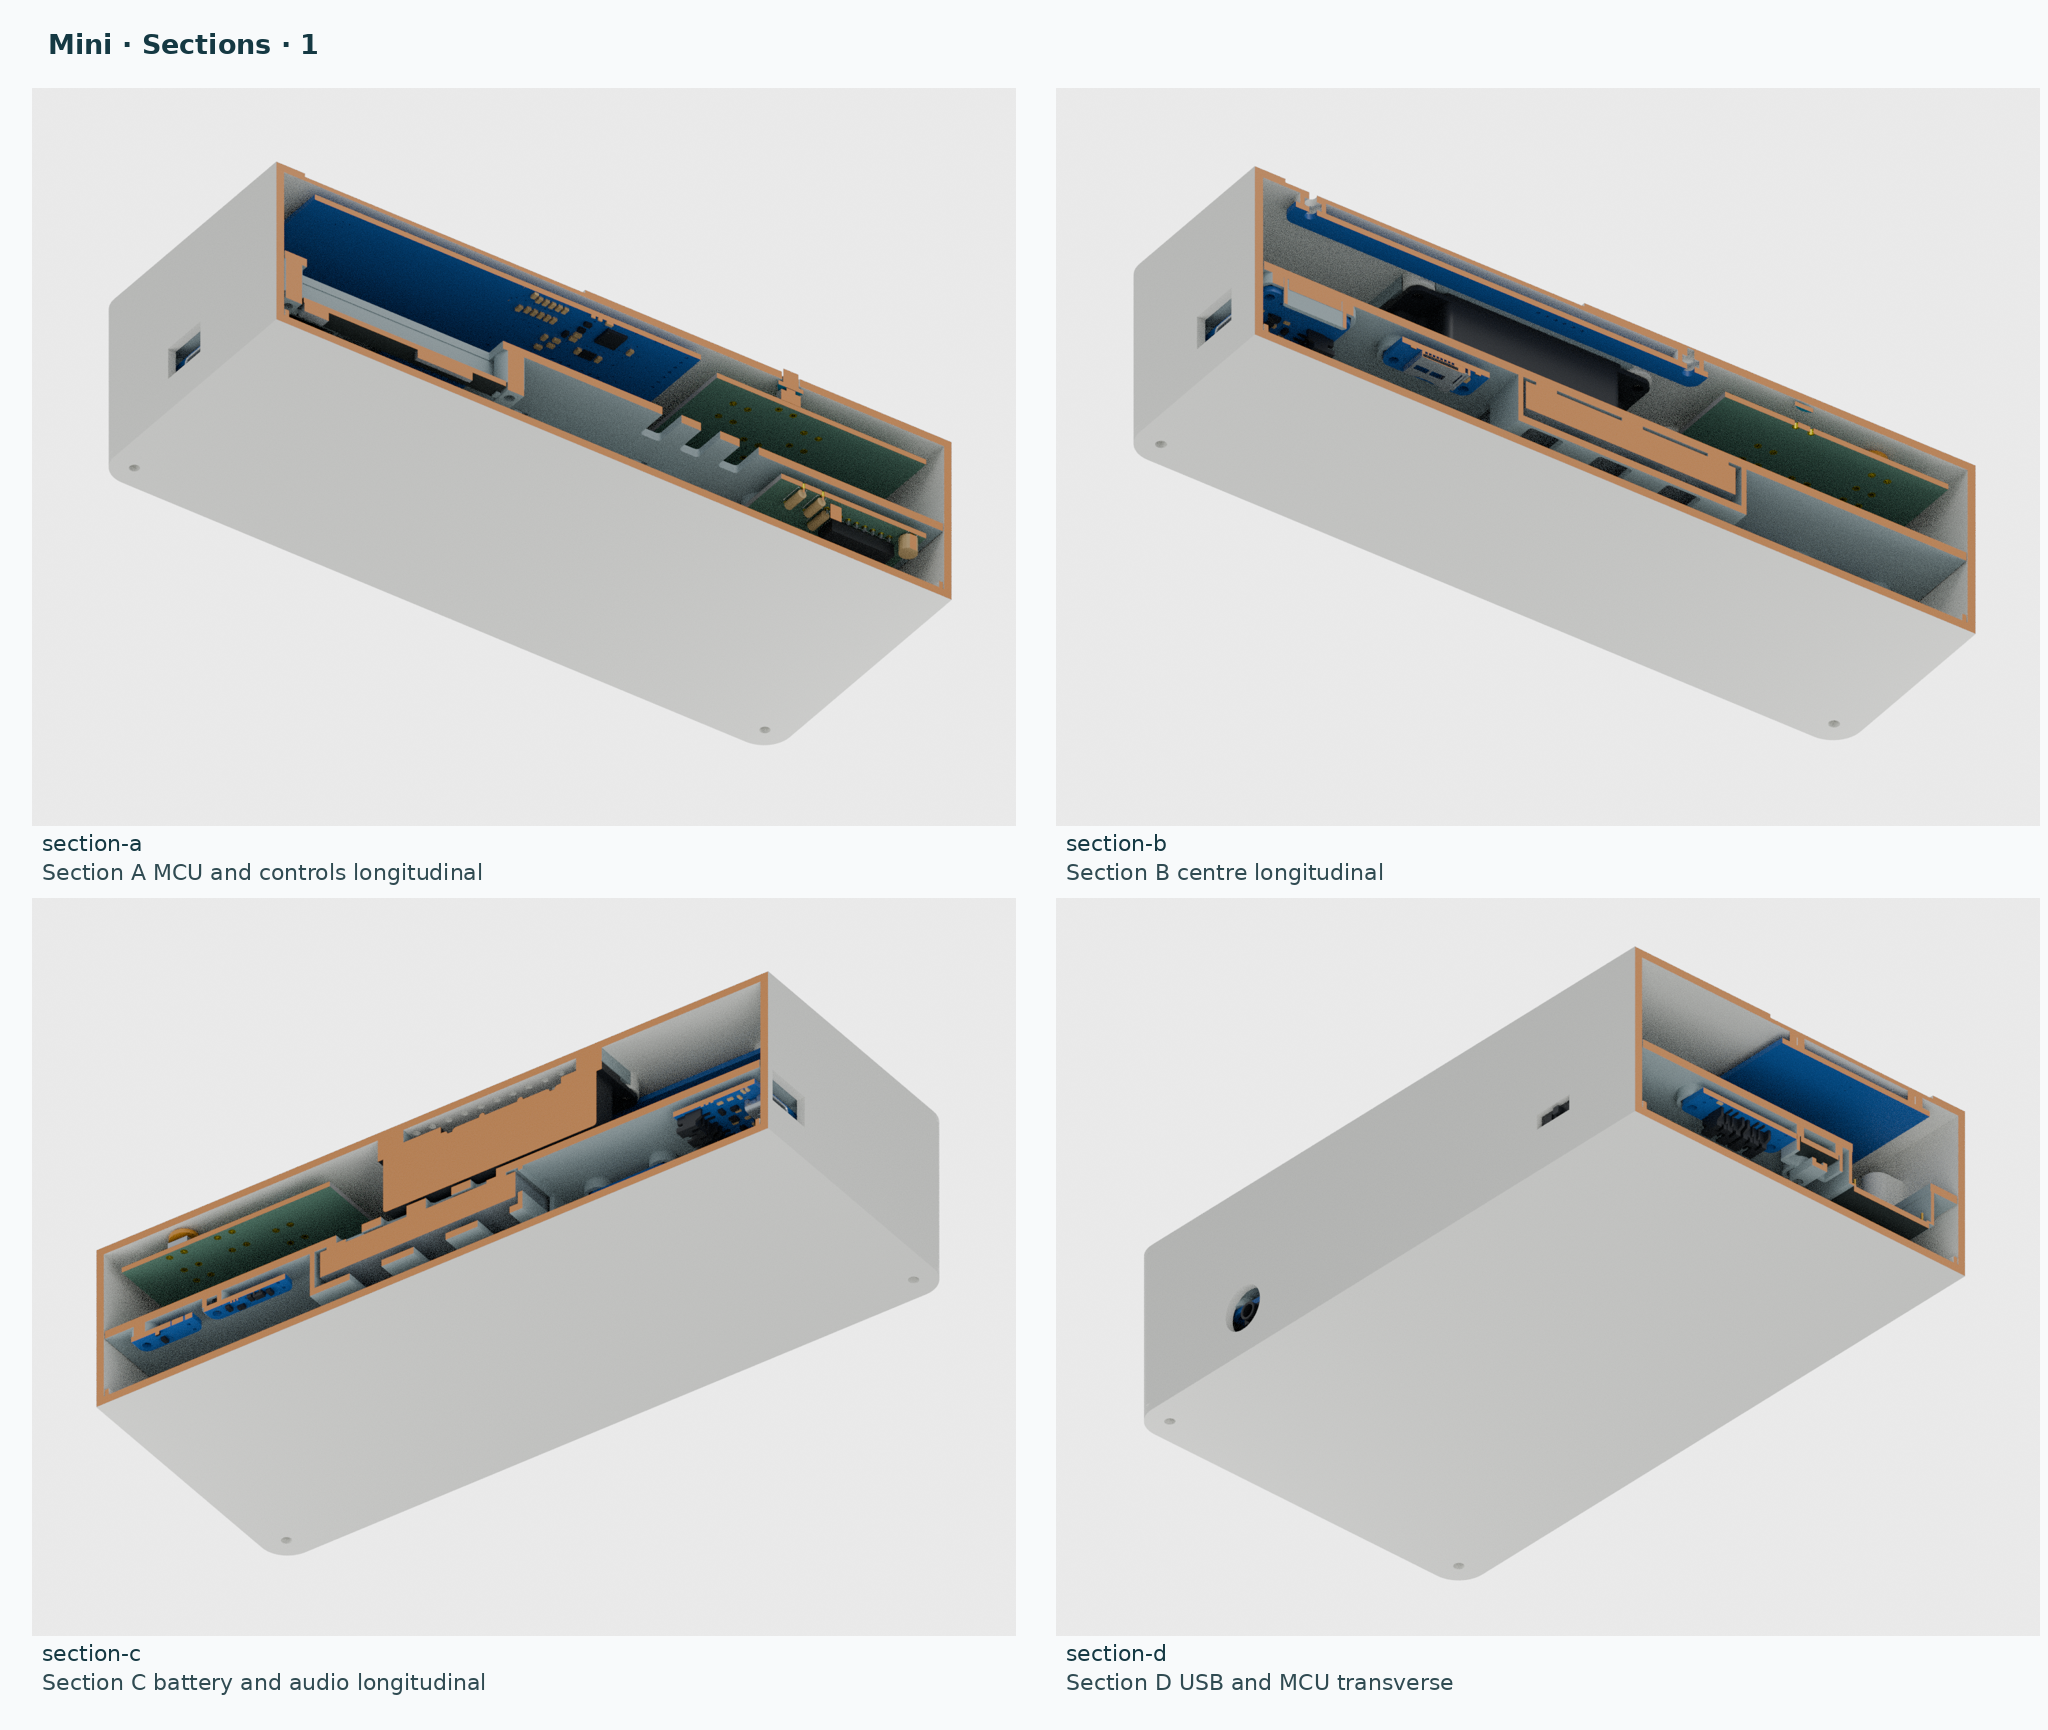 Mini · Sections · 1
section-a
Section A MCU and controls longitudinal
section-b
Section B centre longitudinal
section-c
Section C battery and audio longitudinal
section-d
Section D USB and MCU transverse